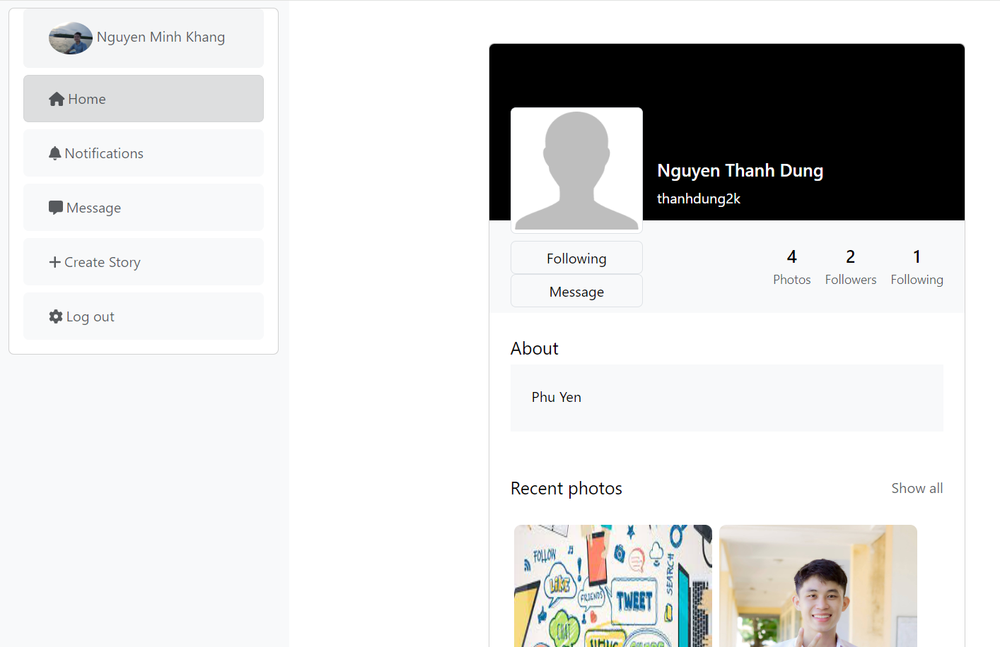 Nguyen Minh Khang
Home
Notifications
Message
Create Story
Log out
Nguyen Thanh Dung
thanhdung2k
Following
Message
4
Photos
2
Followers
1
Following
About
Phu Yen
Recent photos
Show all
FOLLOW
LIKE
FRIENDS
TWEET
SEARCH
CHAT